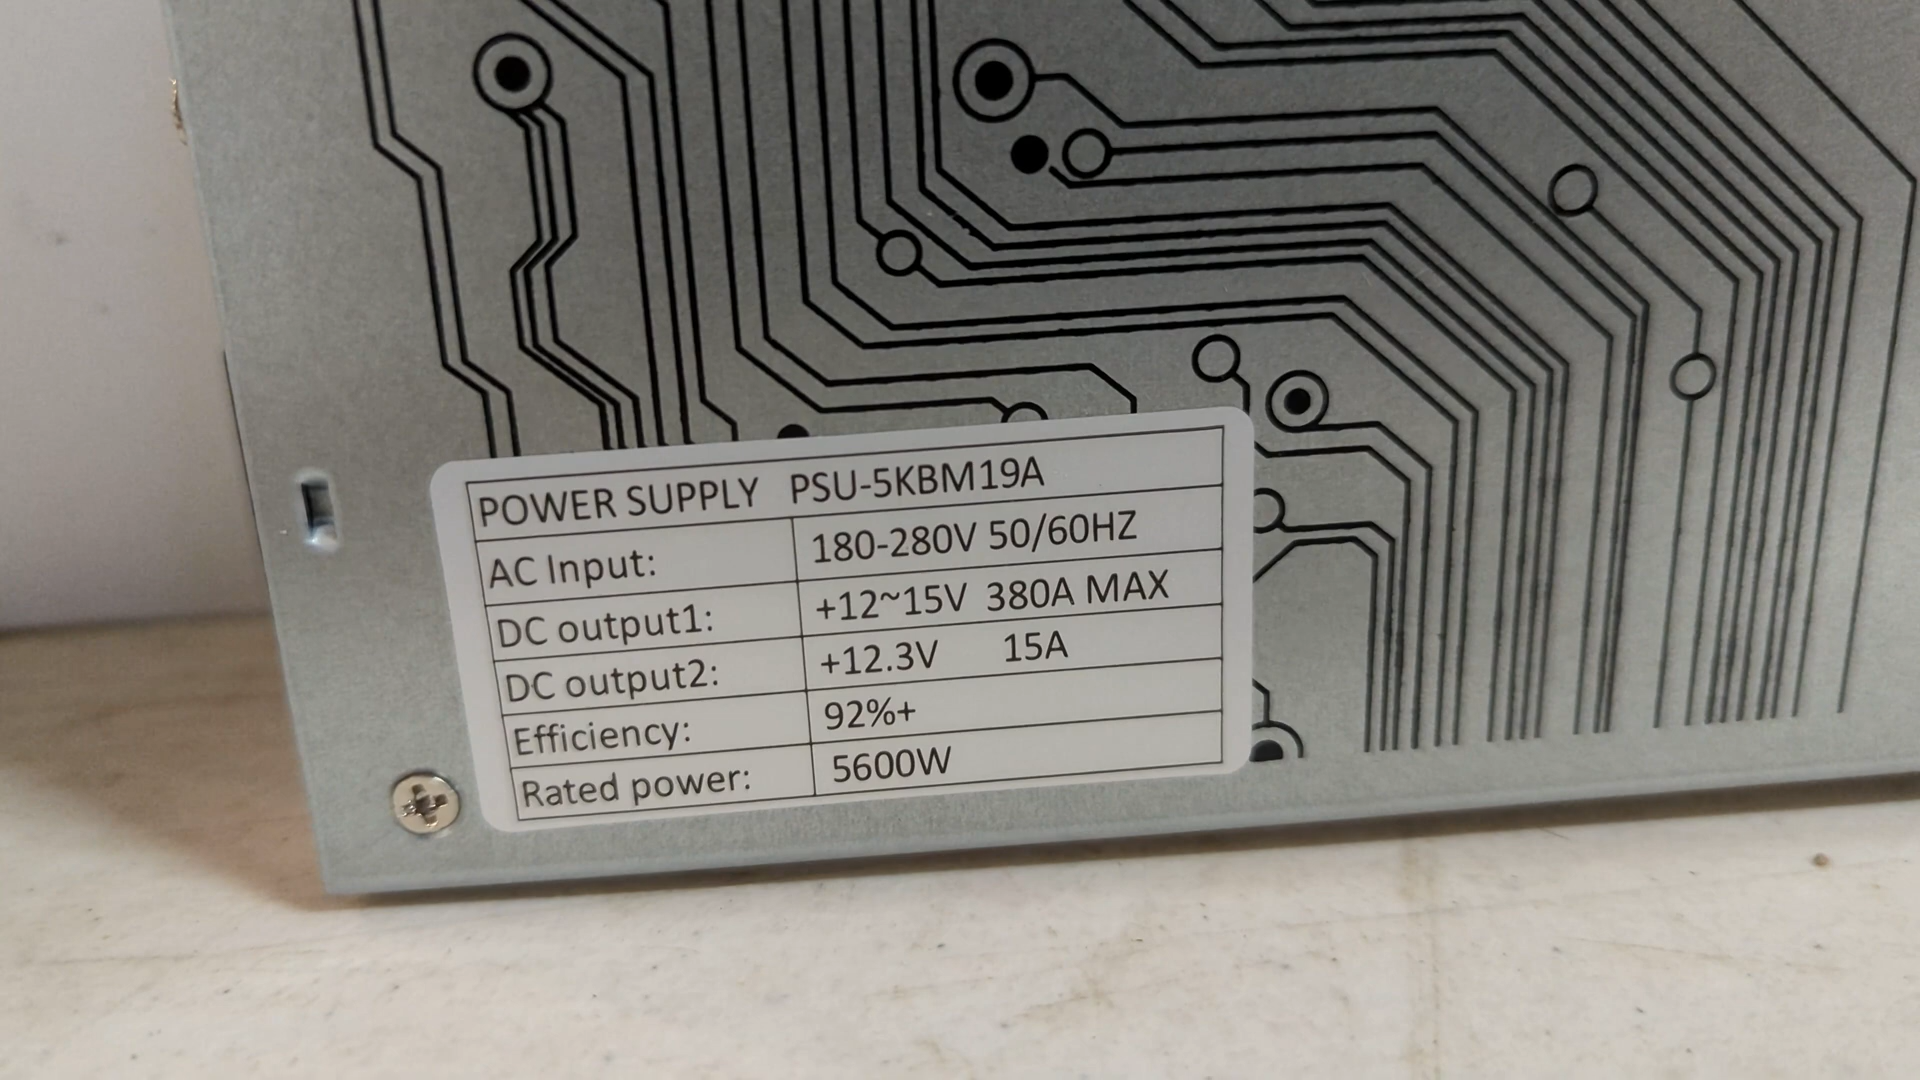 POWER SUPPLY PSU-5KBM19A
AC Input: 180-280V 50/60HZ
DC output1: +12~15V 380A MAX
DC output2: +12.3V 15A
Efficiency: 92%+
Rated power: 5600W